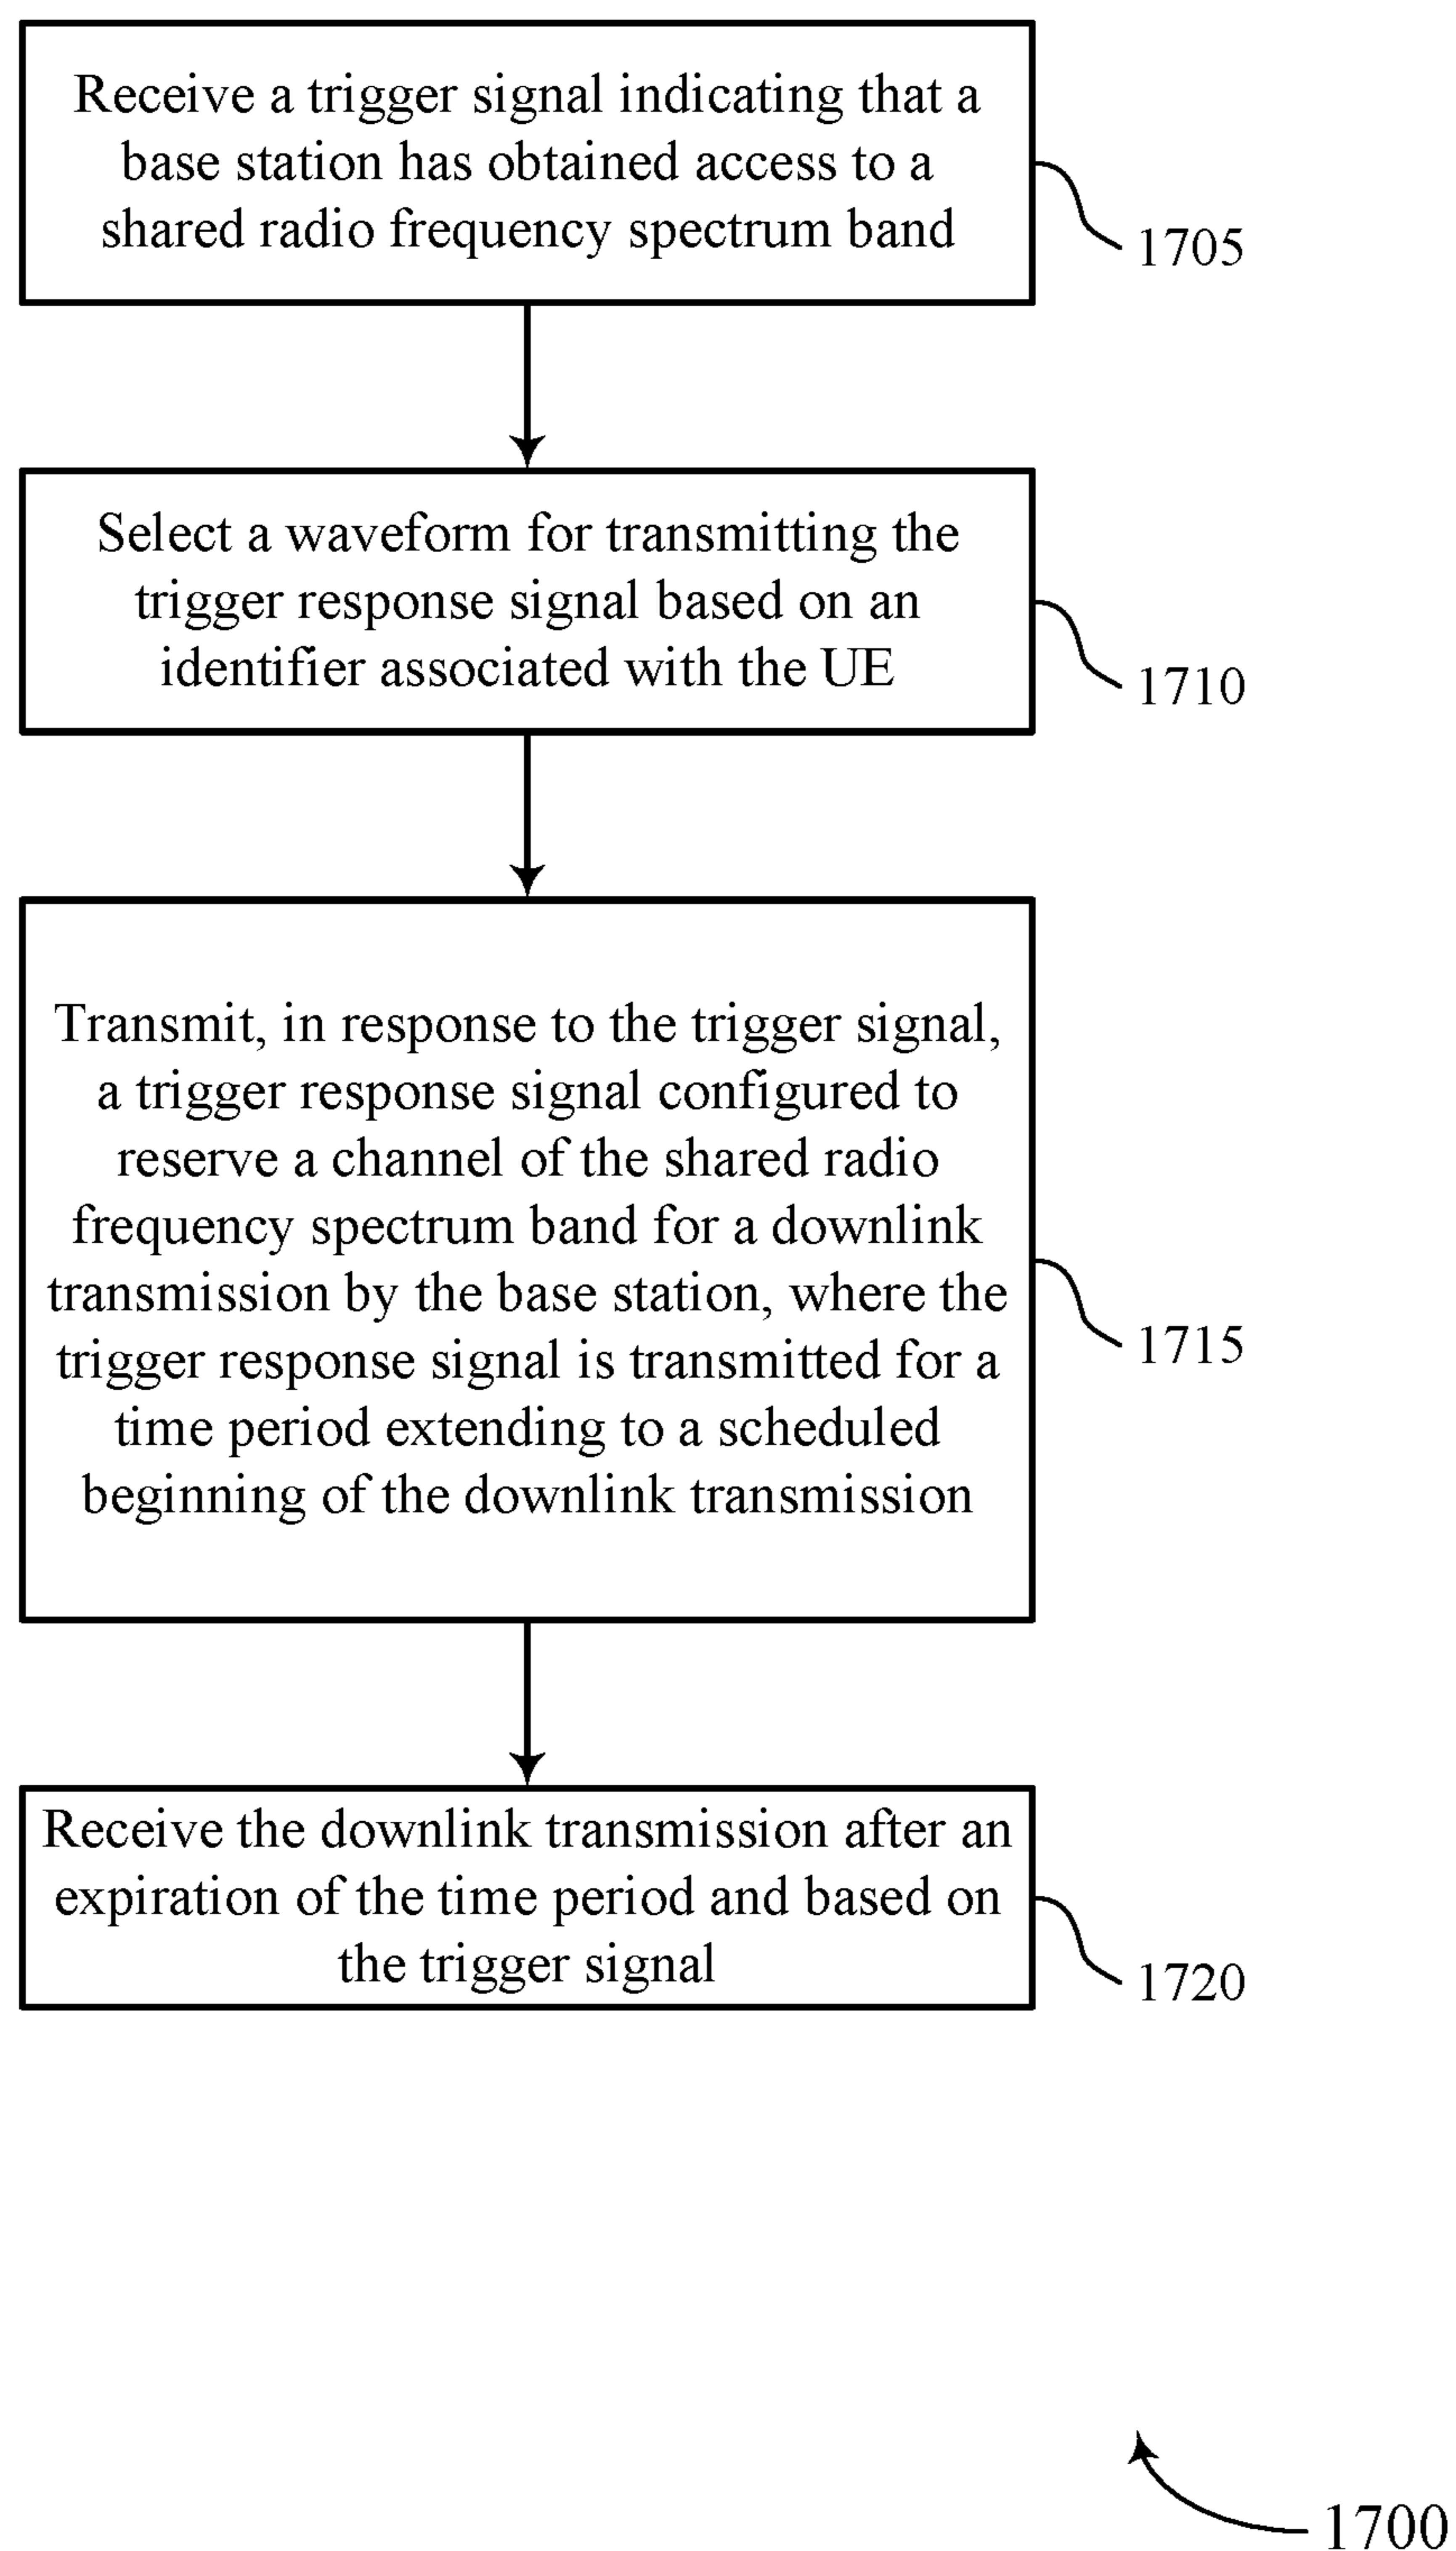 Receive a trigger signal indicating that a
base station has obtained access to a
shared radio frequency spectrum band
1705
Select a waveform for transmitting the
trigger response signal based on an
identifier associated with the UE
1710
Transmit, in response to the trigger signal,
a trigger response signal configured to
reserve a channel of the shared radio
frequency spectrum band for a downlink
transmission by the base station, where the
trigger response signal is transmitted for a
time period extending to a scheduled
beginning of the downlink transmission
1715
Receive the downlink transmission after an
expiration of the time period and based on
the trigger signal
1720
1700